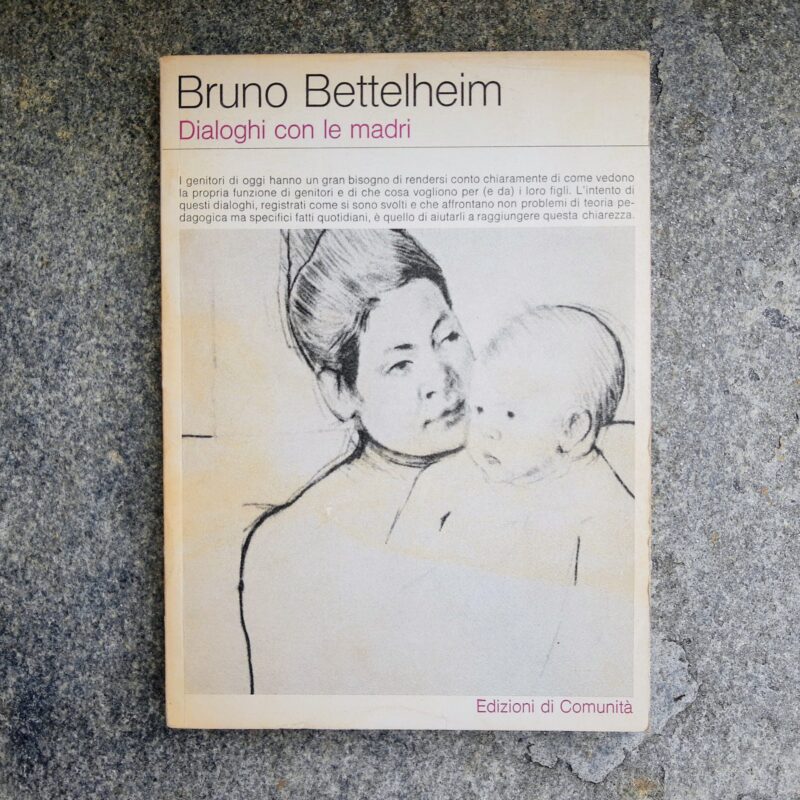 Bruno Bettelheim
Dialoghi con le madri
I genitori di oggi hanno un gran bisogno di rendersi conto chiaramente di come vedono
la propria funzione di genitori e di che cosa vogliono per (e da) i loro figli. L'intento di
questi dialoghi, registrati come si sono svolti e che affrontano non problemi di teoria pe-
dagogica ma specifici fatti quotidiani, è quello di aiutarli a raggiungere questa chiarezza.
Edizioni di Comunità